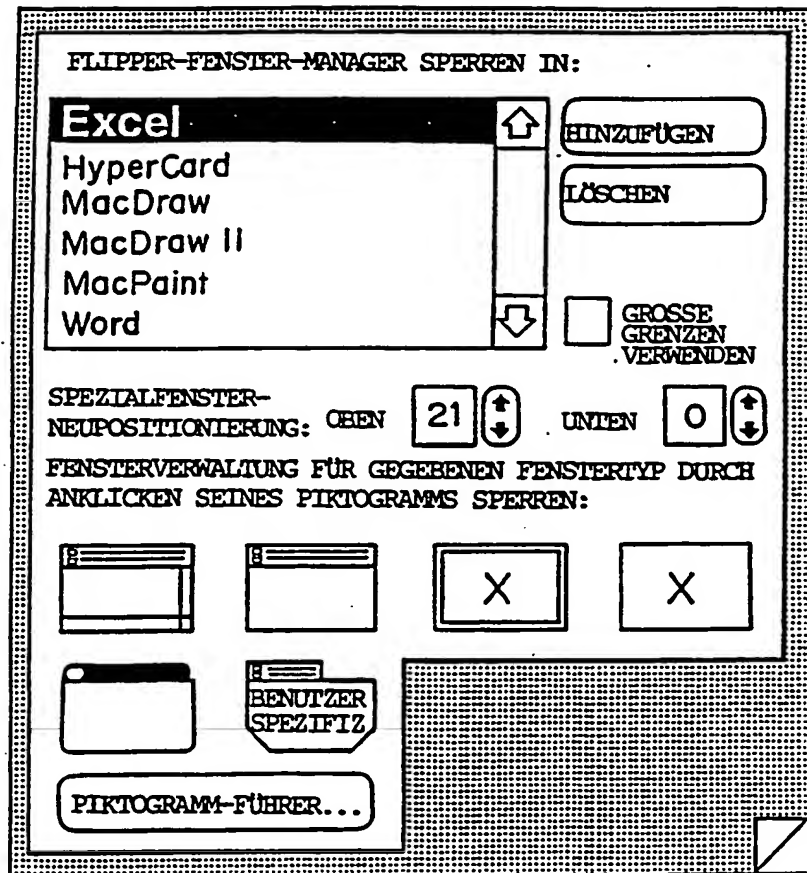 FLIPPER-FENSTER-MANAGER SPERREN IN:
Excel
HyperCard
MacDraw
MacDraw II
MacPaint
Word
HINZUFÜGEN
LÖSCHEN
GROSSE
GRENZEN
VERWENDEN
SPEZIALFENSTER-
NEUPOSITIONIERUNG: OBEN 21 UNTEN 0
FENSTERVERWALTUNG FÜR GEGEBENEN FENSTERTYP DURCH
ANKLICKEN SEINES PIKTOGRAMMS SPERREN:
X X
BENUTZER
SPEZIFIZ
PIKTOGRAMM-FÜHRER...